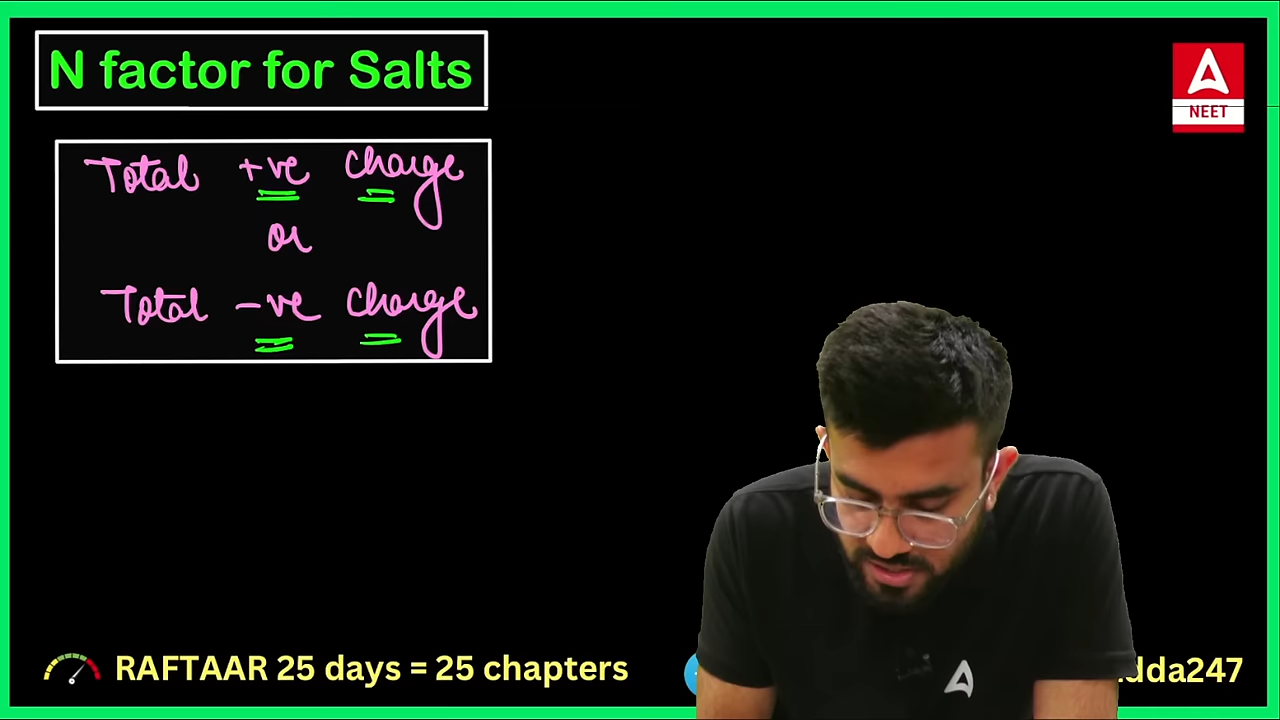 N factor for Salts
NEET
Total +ve charge
or
Total -ve charge
RAFTAAR 25 days = 25 chapters
dda247